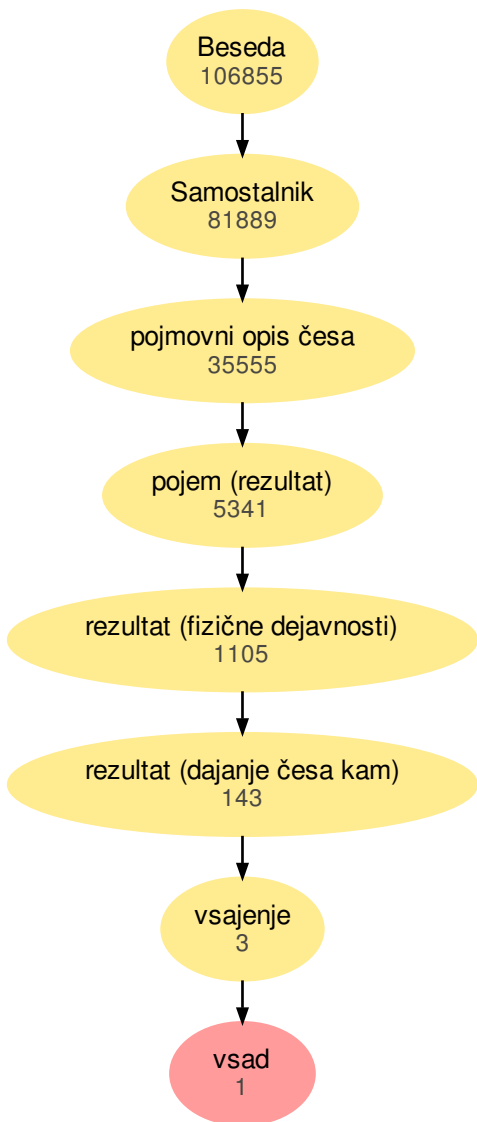 Beseda
106855
Samostalnik
81889
pojmovni opis česa
35555
pojem (rezultat)
5341
rezultat (fizične dejavnosti)
1105
rezultat (dajanje česa kam)
143
vsajenje
3
vsad
1